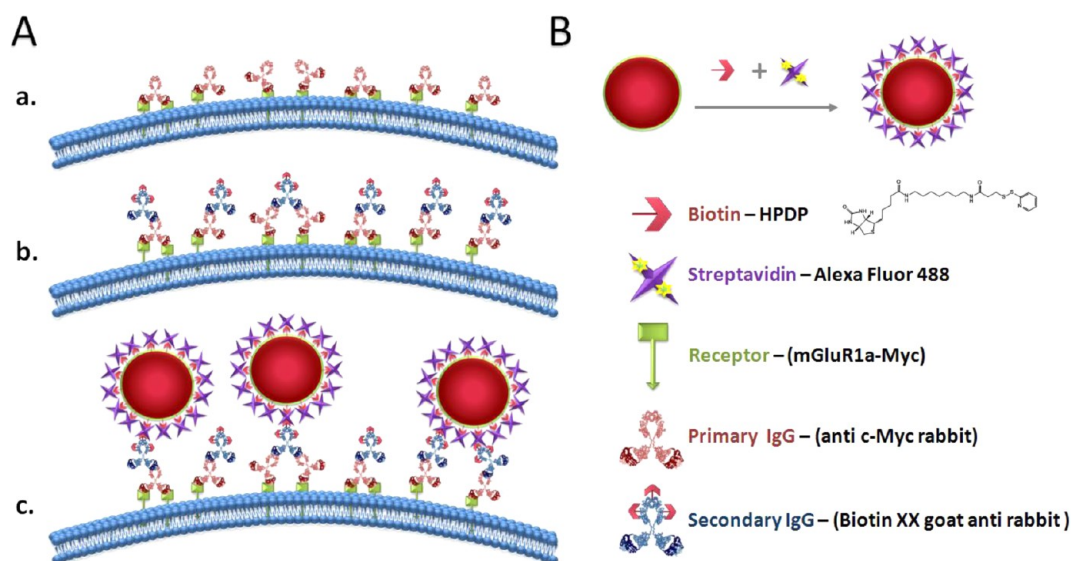 A
a.
b.
c.
B
+
Biotin – HPDP
Streptavidin – Alexa Fluor 488
Receptor – (mGluR1a-Myc)
Primary IgG – (anti c-Myc rabbit)
Secondary IgG – (Biotin XX goat anti rabbit )